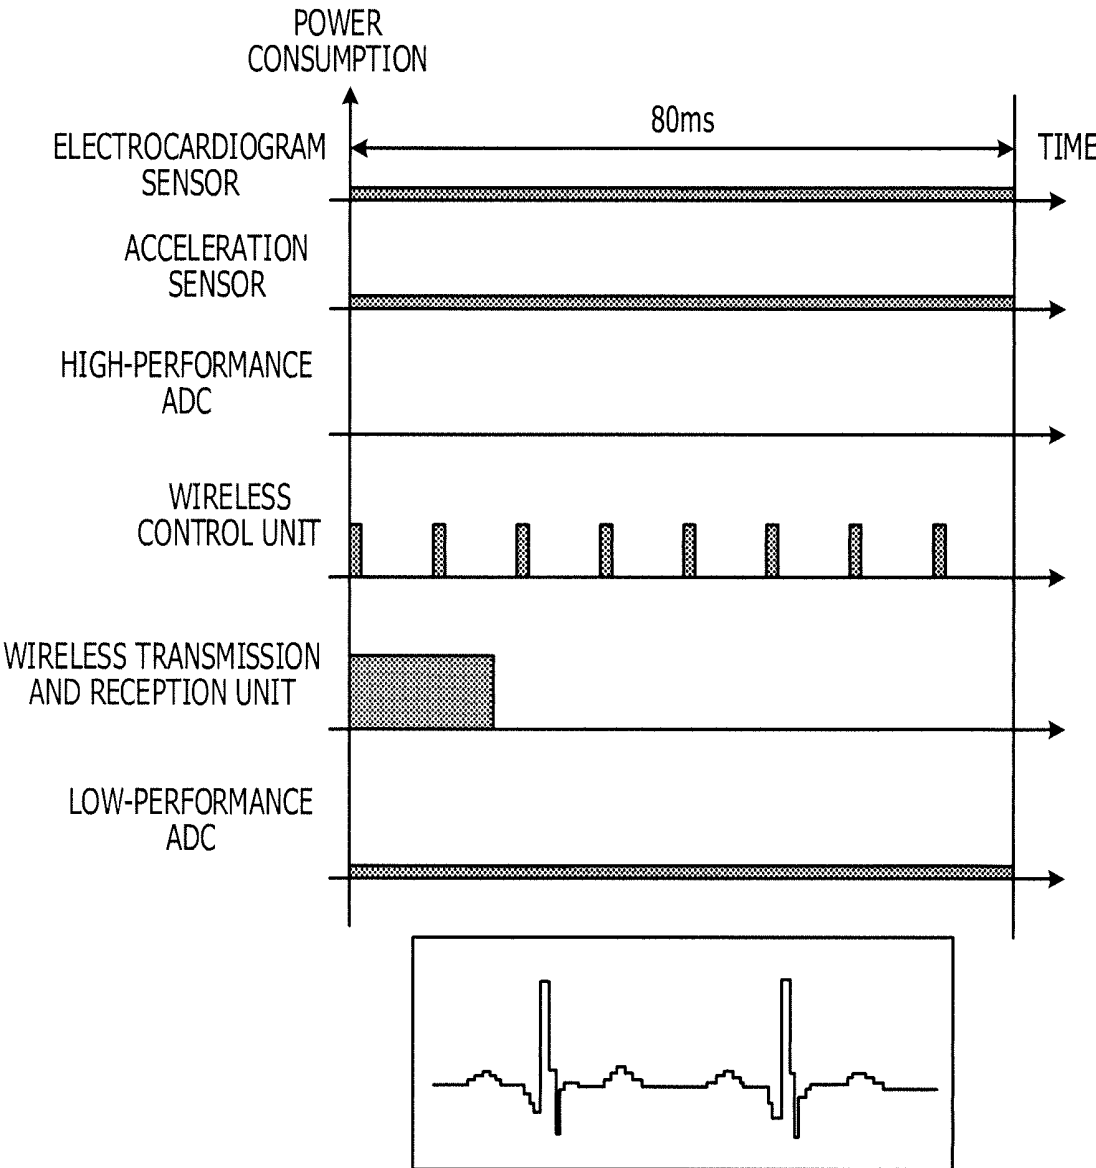 POWER
CONSUMPTION
80ms
TIME
ELECTROCARDIOGRAM
SENSOR
ACCELERATION
SENSOR
HIGH-PERFORMANCE
ADC
WIRELESS
CONTROL UNIT
WIRELESS TRANSMISSION
AND RECEPTION UNIT
LOW-PERFORMANCE
ADC